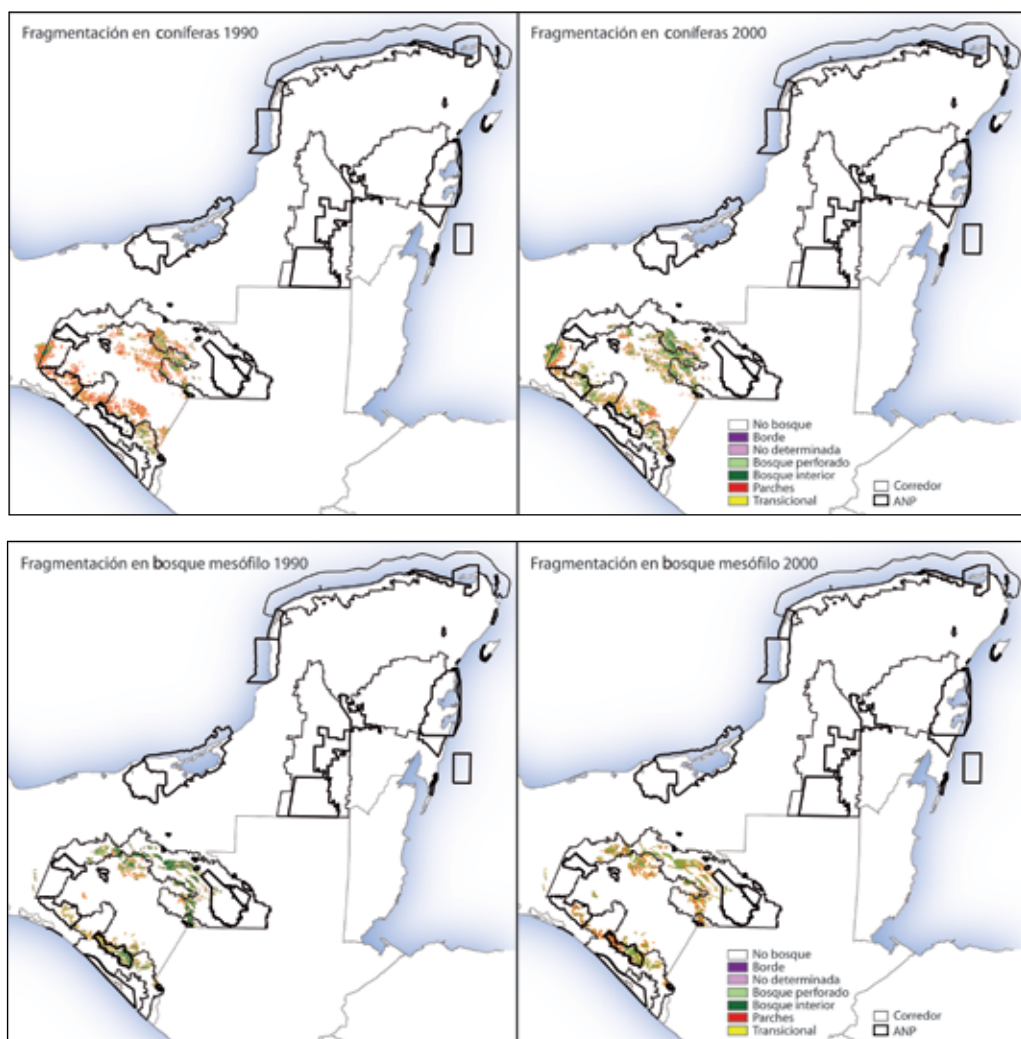 Fragmentación en coníferas 1990
Fragmentación en coníferas 2000
No bosque
Borde
No determinada
Bosque perforado
Bosque interior
Parches
Transicional
Corredor
ANP
Fragmentación en bosque mesófilo 1990
Fragmentación en bosque mesófilo 2000
No bosque
Borde
No determinada
Bosque perforado
Bosque interior
Parches
Transicional
Corredor
ANP